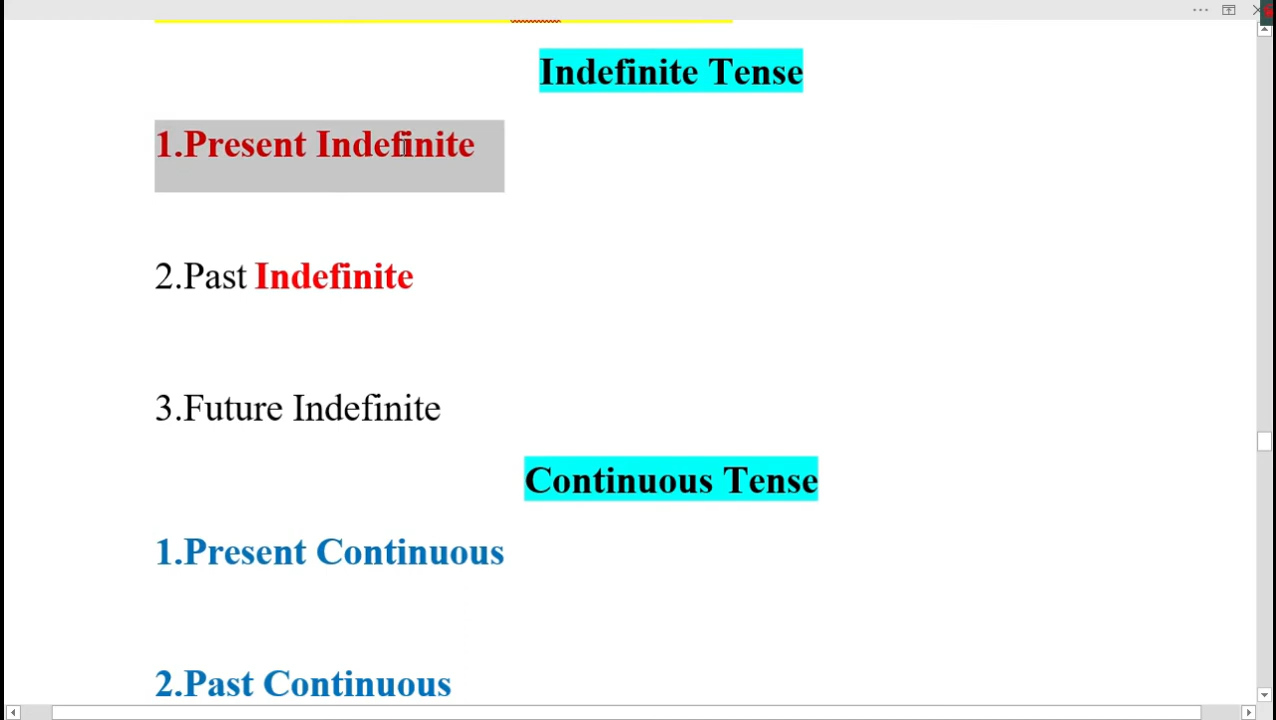 Indefinite Tense
1.Present Indefinite
2.Past Indefinite
3.Future Indefinite
Continuous Tense
1.Present Continuous
2.Past Continuous